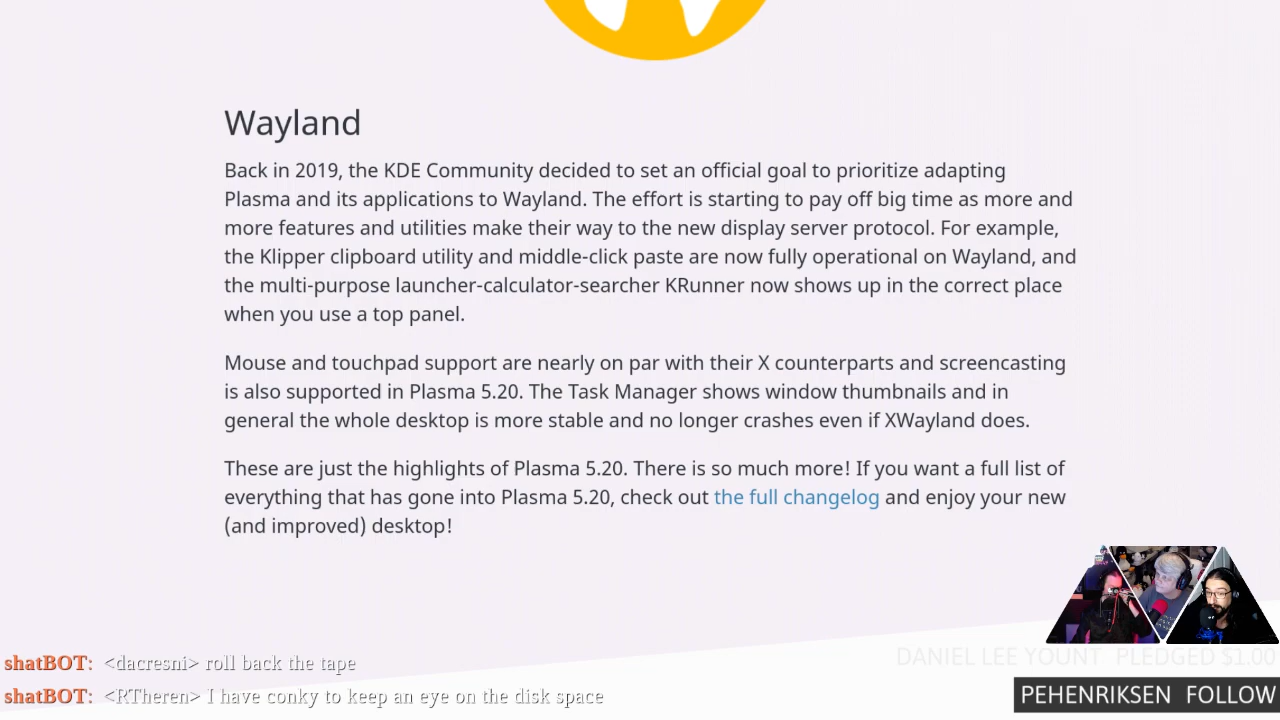 Wayland
Back in 2019, the KDE Community decided to set an official goal to prioritize adapting
Plasma and its applications to Wayland. The effort is starting to pay off big time as more and
more features and utilities make their way to the new display server protocol. For example,
the Klipper clipboard utility and middle-click paste are now fully operational on Wayland, and
the multi-purpose launcher-calculator-searcher KRunner now shows up in the correct place
when you use a top panel.
Mouse and touchpad support are nearly on par with their X counterparts and screencasting
is also supported in Plasma 5.20. The Task Manager shows window thumbnails and in
general the whole desktop is more stable and no longer crashes even if XWayland does.
These are just the highlights of Plasma 5.20. There is so much more! If you want a full list of
everything that has gone into Plasma 5.20, check out the full changelog and enjoy your new
(and improved) desktop!
shatBOT: <dacresni> roll back the tape
DANIEL LEE YOUNT PLEDGED $1.00
shatBOT: <RTheren> I have conky to keep an eye on the disk space
PEHENRIKSEN FOLLOW